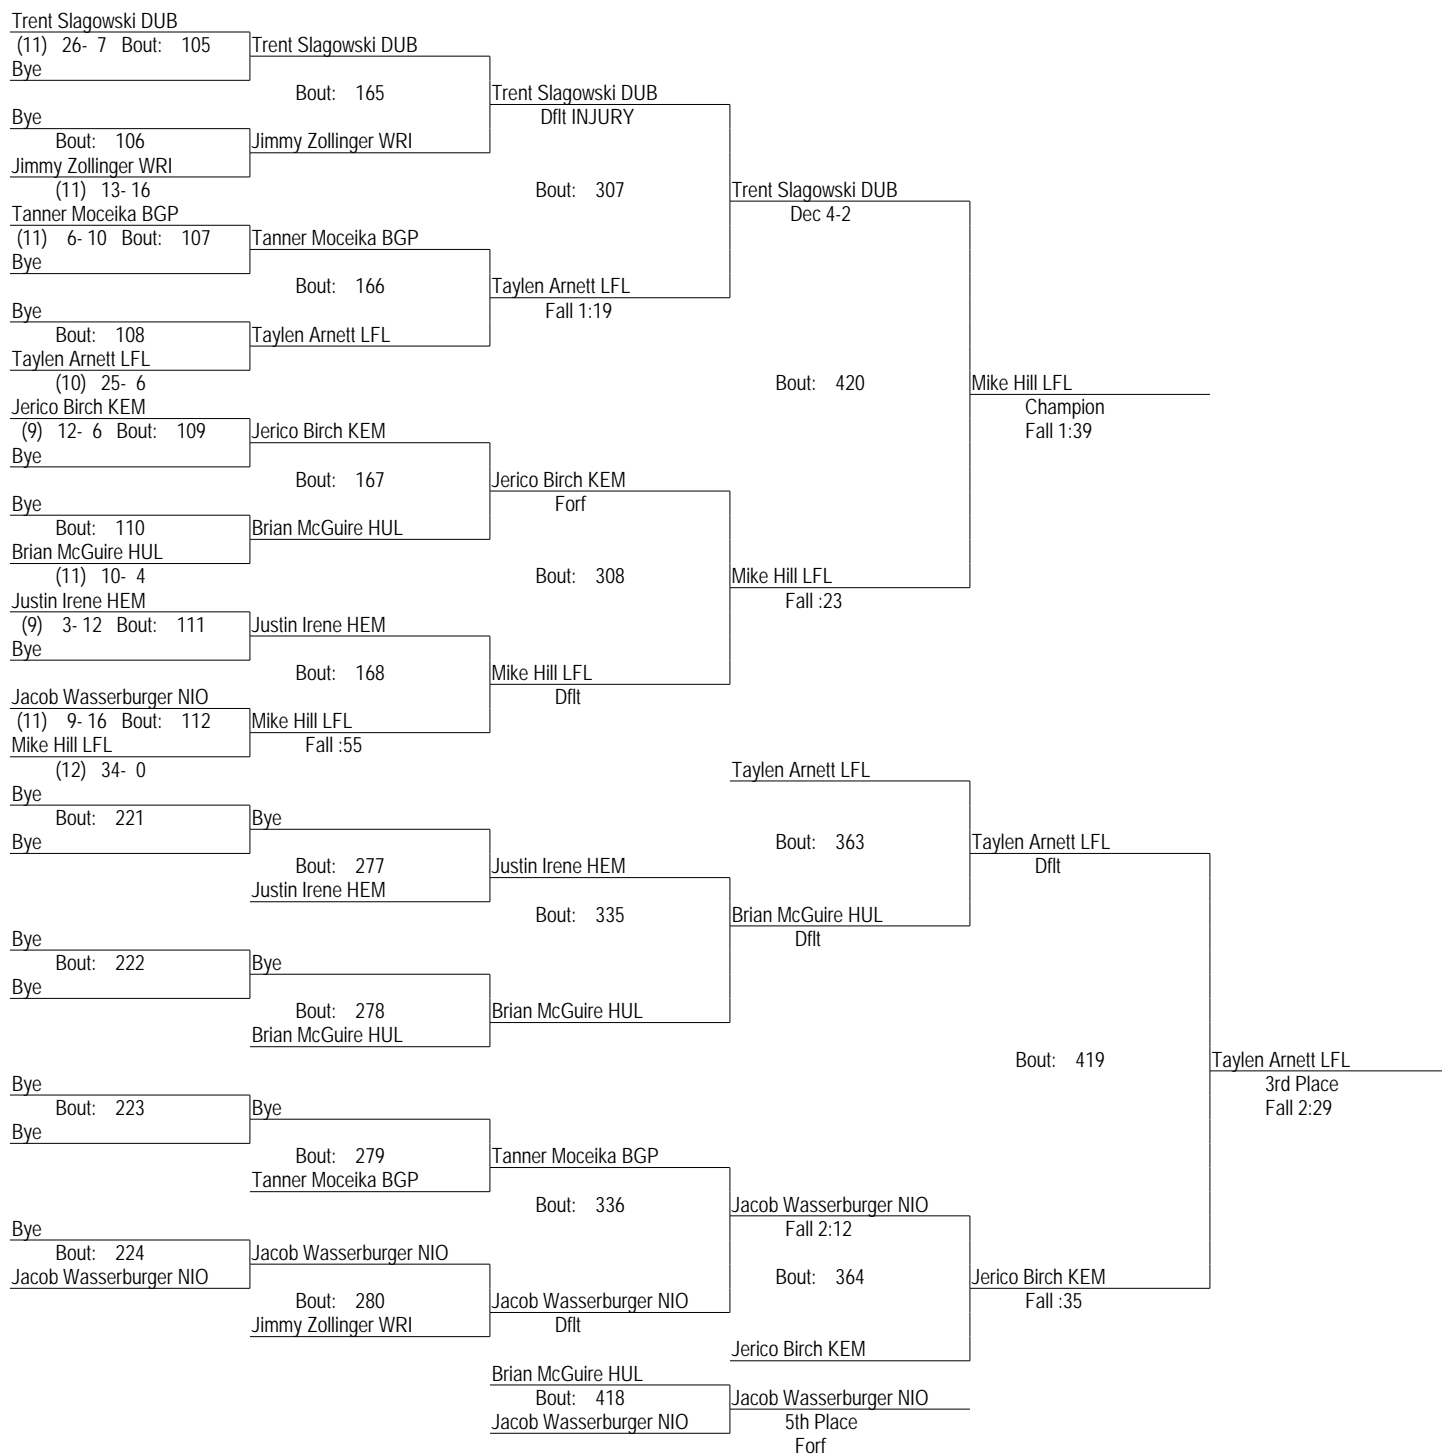 Trent Slagowski DUB
(11) 26- 7 Bout: 105
Trent Slagowski DUB
Bye
Bout: 165
Trent Slagowski DUB
Dflt INJURY
Bye
Bout: 106
Jimmy Zollinger WRI
Jimmy Zollinger WRI
(11) 13- 16
Bout: 307
Trent Slagowski DUB
Dec 4-2
Tanner Moceika BGP
(11) 6- 10 Bout: 107
Tanner Moceika BGP
Bye
Bout: 166
Taylen Arnett LFL
Fall 1:19
Bye
Bout: 108
Taylen Arnett LFL
Taylen Arnett LFL
(10) 25- 6
Bout: 420
Mike Hill LFL
Champion
Fall 1:39
Jerico Birch KEM
(9) 12- 6 Bout: 109
Jerico Birch KEM
Bye
Bout: 167
Jerico Birch KEM
Forf
Bye
Bout: 110
Brian McGuire HUL
Brian McGuire HUL
(11) 10- 4
Bout: 308
Mike Hill LFL
Fall :23
Justin Irene HEM
(9) 3- 12 Bout: 111
Justin Irene HEM
Bye
Bout: 168
Mike Hill LFL
Dflt
Jacob Wasserburger NIO
(11) 9- 16 Bout: 112
Mike Hill LFL
Fall :55
Mike Hill LFL
(12) 34- 0
Taylen Arnett LFL
Bye
Bout: 221
Bye
Bye
Bout: 363
Taylen Arnett LFL
Dflt
Bout: 277
Justin Irene HEM
Justin Irene HEM
Bout: 335
Brian McGuire HUL
Dflt
Bye
Bout: 222
Bye
Bye
Bout: 278
Brian McGuire HUL
Brian McGuire HUL
Bout: 419
Taylen Arnett LFL
3rd Place
Fall 2:29
Bye
Bout: 223
Bye
Bye
Bout: 279
Tanner Moceika BGP
Tanner Moceika BGP
Bout: 336
Jacob Wasserburger NIO
Fall 2:12
Bye
Bout: 224
Jacob Wasserburger NIO
Jacob Wasserburger NIO
Bout: 364
Jerico Birch KEM
Fall :35
Bout: 280
Jacob Wasserburger NIO
Dflt
Jimmy Zollinger WRI
Jerico Birch KEM
Brian McGuire HUL
Bout: 418
Jacob Wasserburger NIO
Jacob Wasserburger NIO
5th Place
Forf